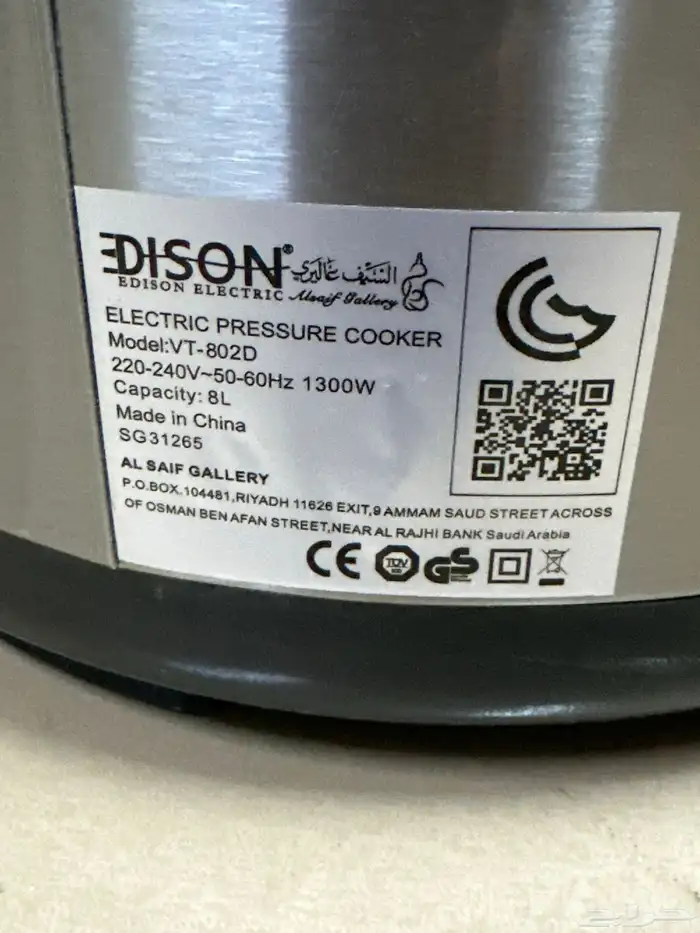 EDISON® السيف غاليري
EDISON ELECTRIC Alsaif Gallery
ELECTRIC PRESSURE COOKER
Model:VT-802D
220-240V~50-60Hz 1300W
Capacity: 8L
Made in China
SG31265
AL SAIF GALLERY
P.O.BOX.104481,RIYADH 11626 EXIT,9 AMMAM SAUD STREET ACROSS
OF OSMAN BEN AFAN STREET,NEAR AL RAJHI BANK Saudi Arabia
CE TUV GS
حراج